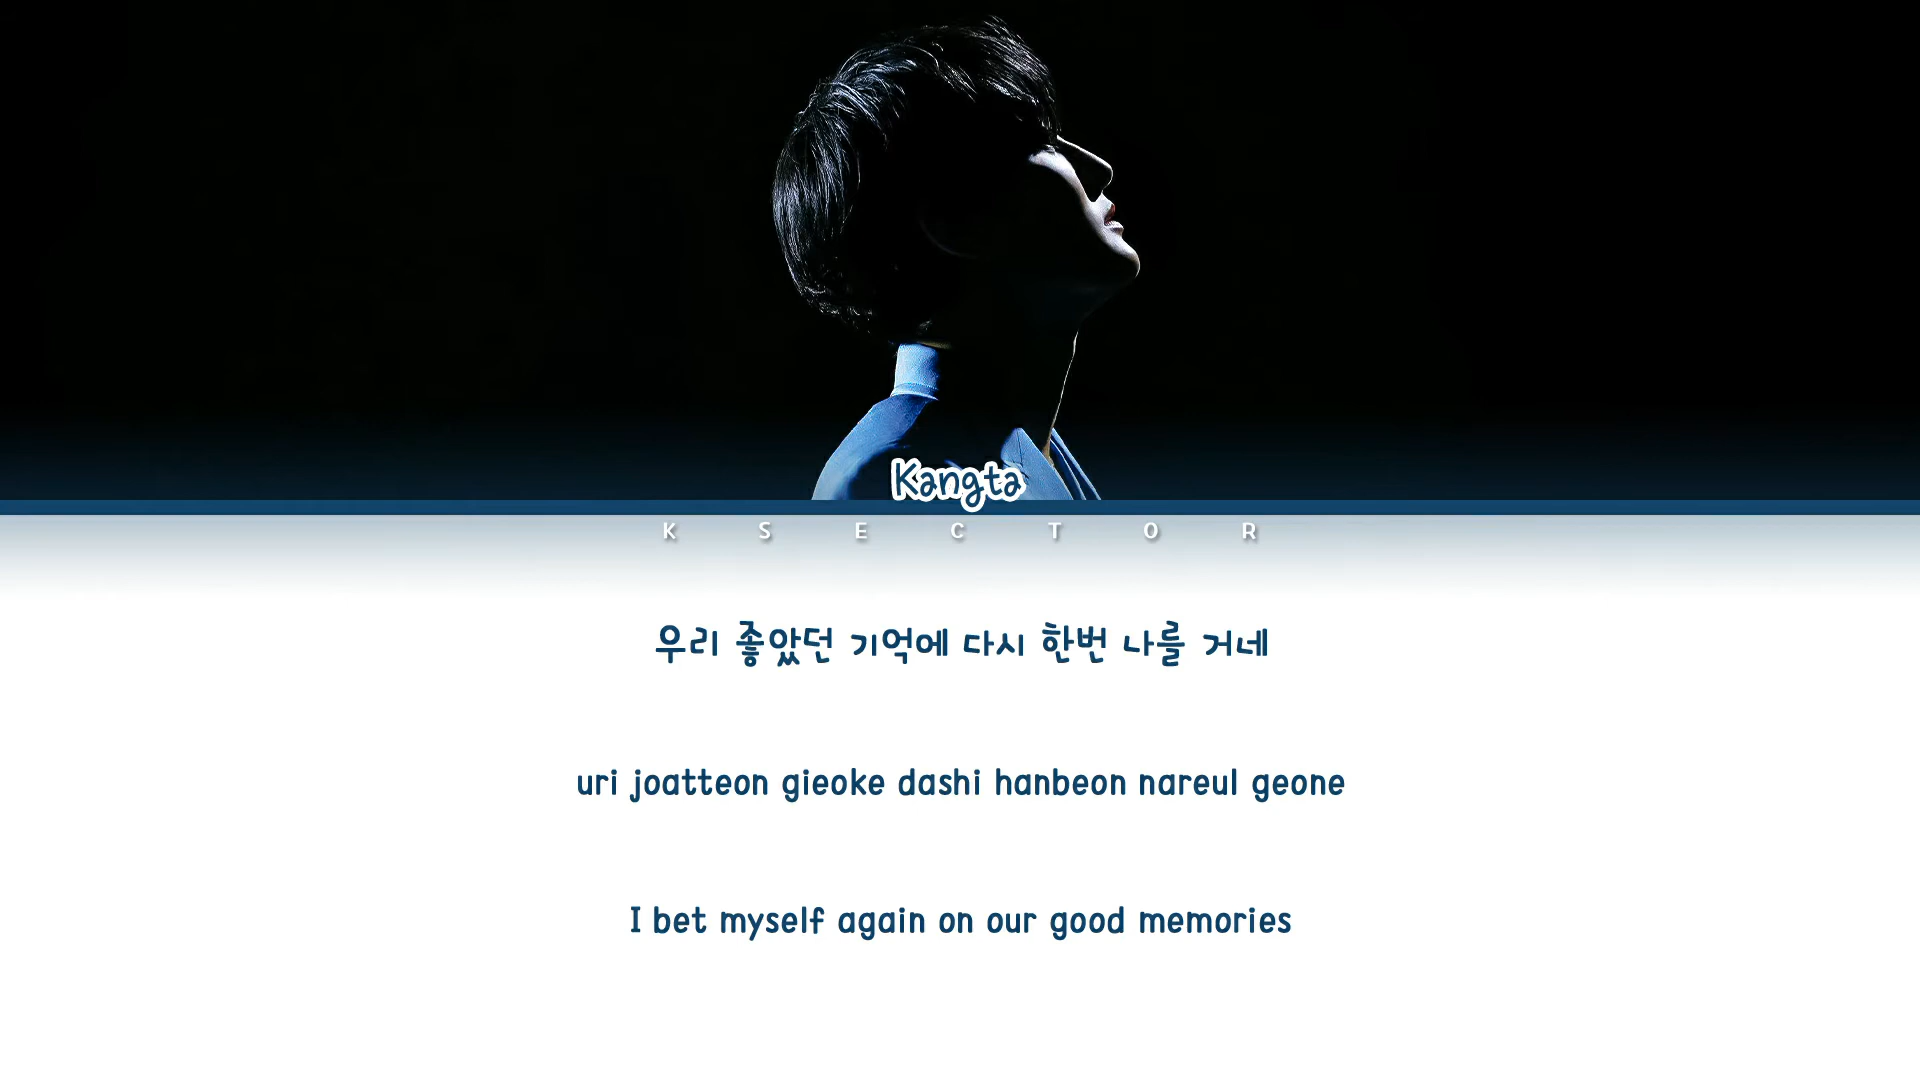 Kangta
K S E C T O R
우리 좋았던 기억에 다시 한번 나를 거네
uri joatteon gieoke dashi hanbeon nareul geone
I bet myself again on our good memories